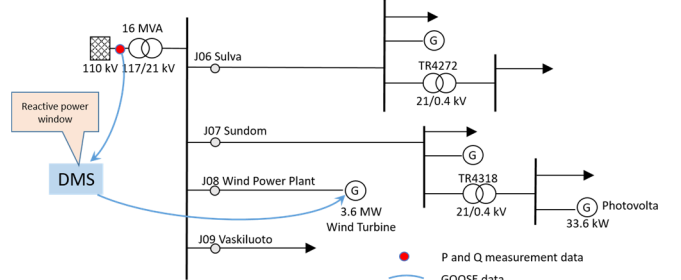 16 MVA
110 kV
117/21 kV
J06 Sulva
G
TR4272
21/0.4 kV
Reactive power
window
DMS
J07 Sundom
G
TR4318
21/0.4 kV
J08 Wind Power Plant
G
3.6 MW
Wind Turbine
G
Photovolta
33.6 kW
J09 Vaskiluoto
P and Q measurement data
GOOSE data